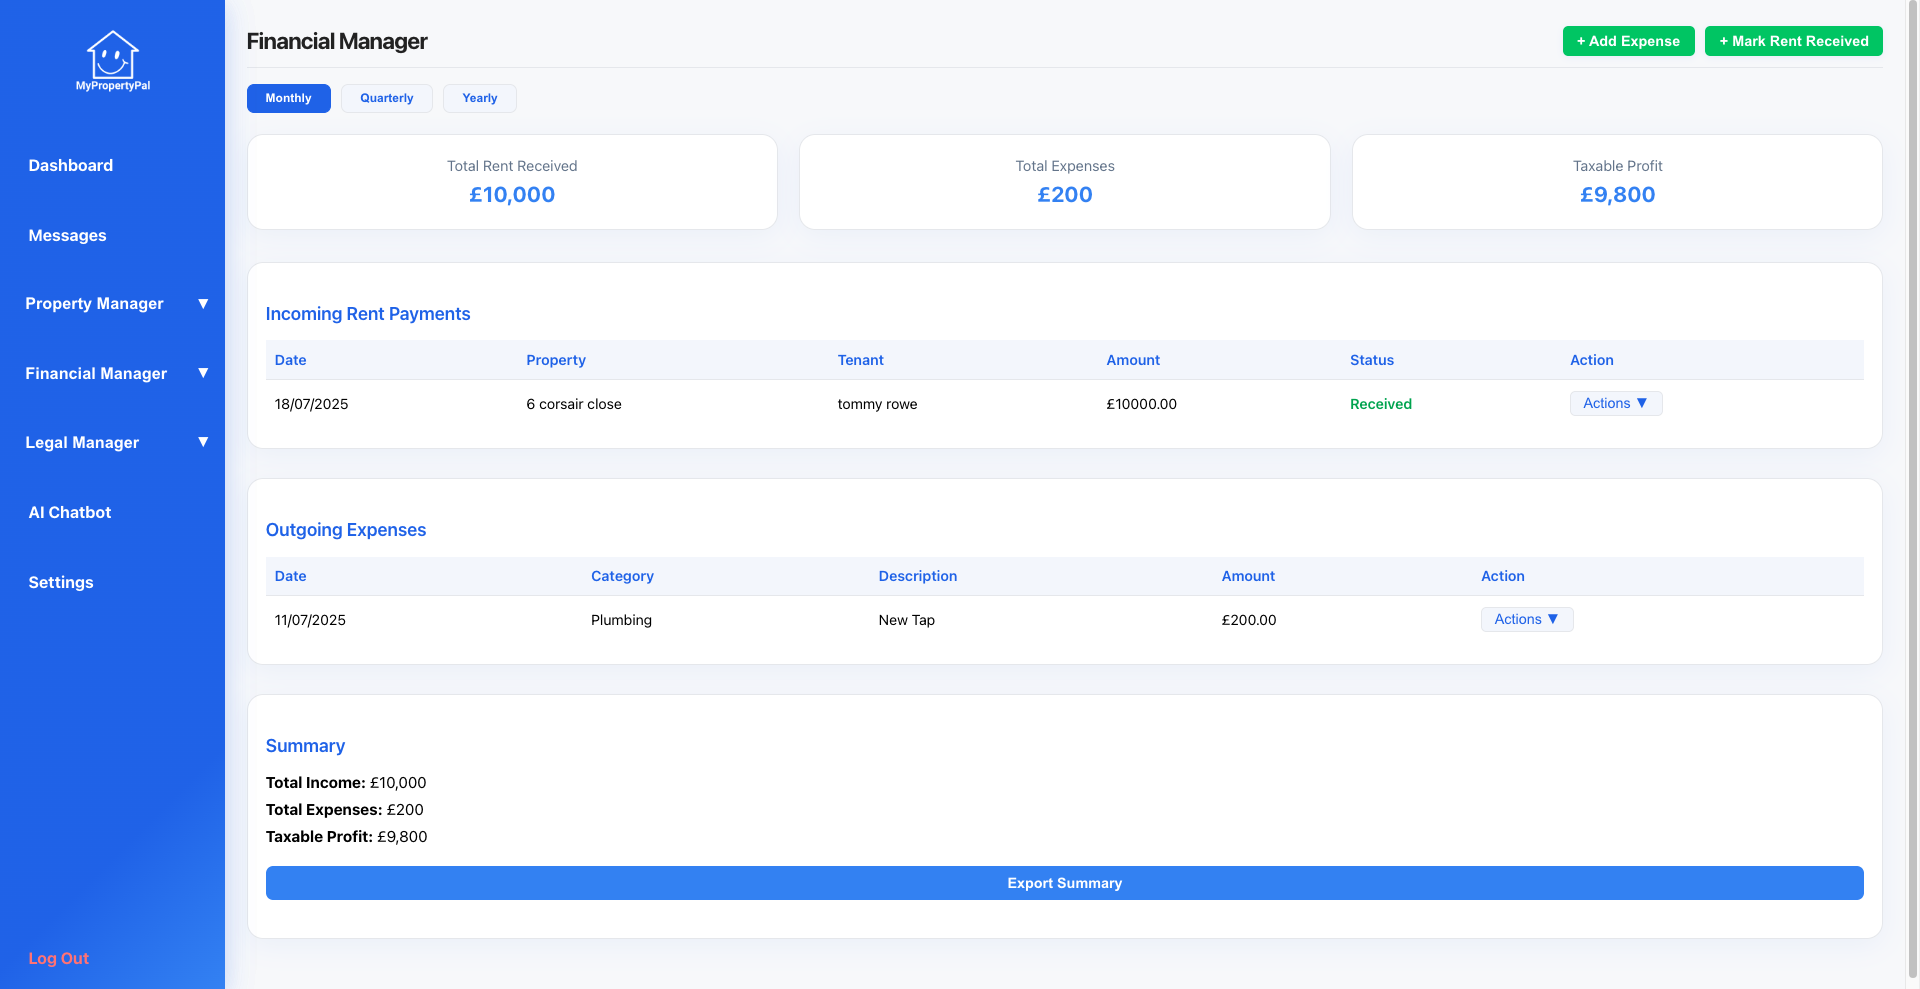 MyPropertyPal
Dashboard
Messages
Property Manager ▼
Financial Manager ▼
Legal Manager ▼
AI Chatbot
Settings
Log Out
Financial Manager
+ Add Expense + Mark Rent Received
Monthly Quarterly Yearly
Total Rent Received
£10,000
Total Expenses
£200
Taxable Profit
£9,800
Incoming Rent Payments
Date Property Tenant Amount Status Action
18/07/2025 6 corsair close tommy rowe £10000.00 Received Actions ▼
Outgoing Expenses
Date Category Description Amount Action
11/07/2025 Plumbing New Tap £200.00 Actions ▼
Summary
Total Income: £10,000
Total Expenses: £200
Taxable Profit: £9,800
Export Summary